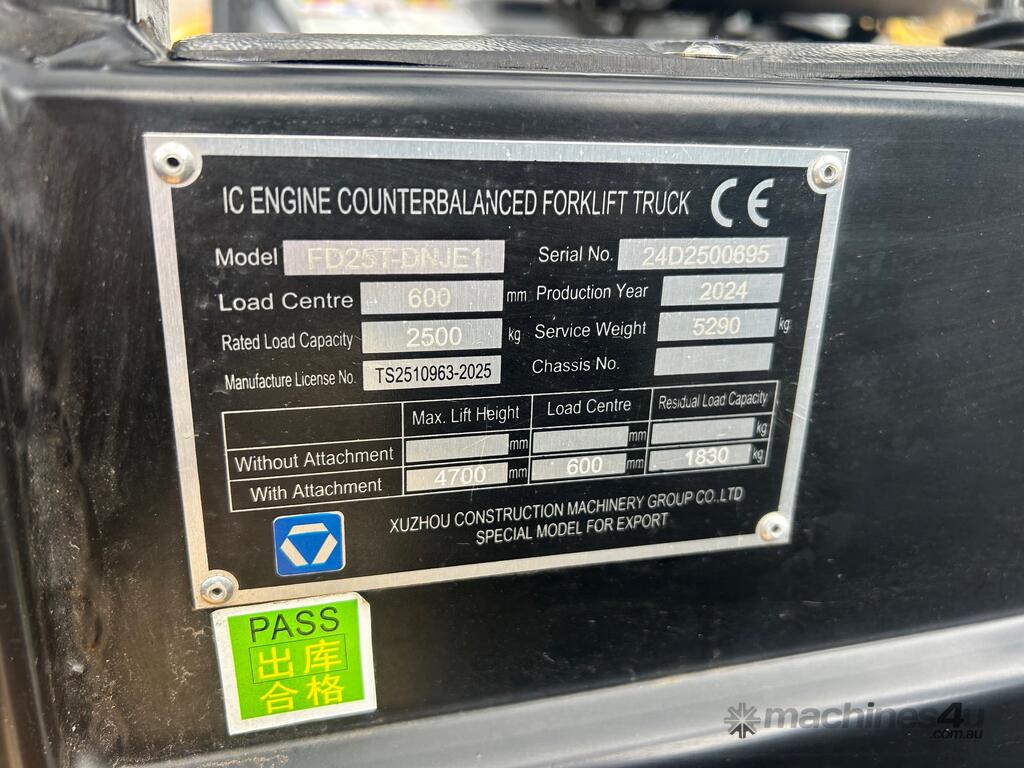 IC ENGINE COUNTERBALANCED FORKLIFT TRUCK CE
Model FD25T-DNJE1 Serial No. 24D2500695
Load Centre 600 mm Production Year 2024
Rated Load Capacity 2500 kg Service Weight 5290 kg
Manufacture License No. TS2510963-2025 Chassis No.
Max. Lift Height Load Centre Residual Load Capacity
Without Attachment mm mm kg
With Attachment 4700 mm 600 mm 1830 kg
XUZHOU CONSTRUCTION MACHINERY GROUP CO.,LTD
SPECIAL MODEL FOR EXPORT
PASS
出库
合格
machines4u
.com.au